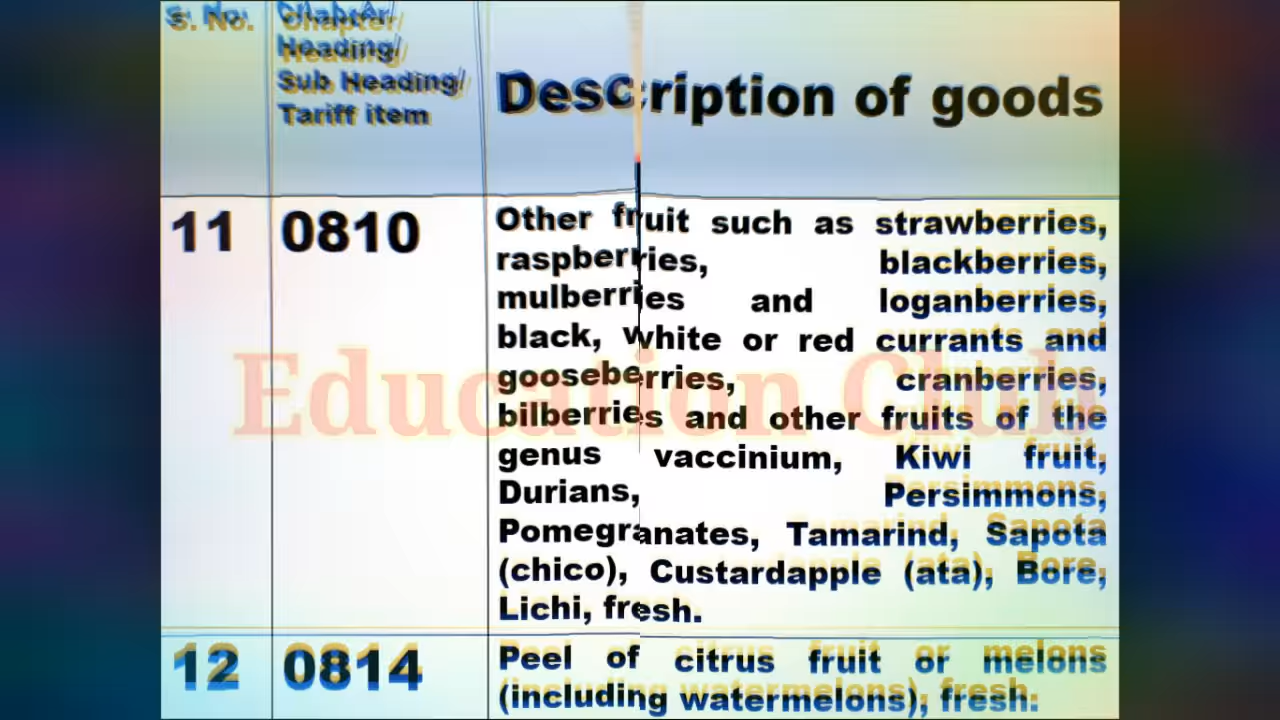 S. No.
Chapter/
Heading/
Sub Heading/
Tariff item
Description of goods
11
0810
Other fruit such as strawberries,
raspberries, blackberries,
mulberries and loganberries,
black, white or red currants and
gooseberries, cranberries,
bilberries and other fruits of the
genus vaccinium, Kiwi fruit,
Durians, Persimmons,
Pomegranates, Tamarind, Sapota
(chico), Custardapple (ata), Bore,
Lichi, fresh.
12
0814
Peel of citrus fruit or melons
(including watermelons), fresh.
Education Club